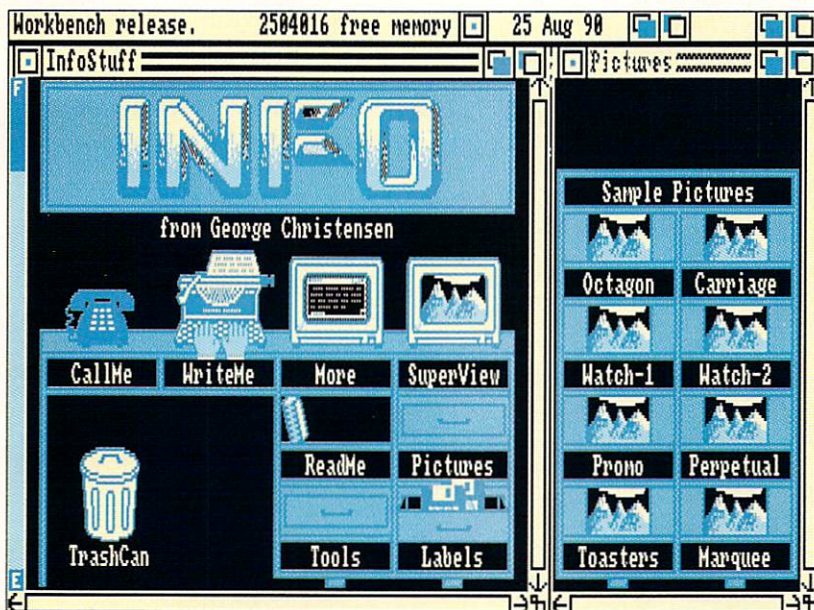 Workbench release. 2504016 free memory 25 Aug 90
InfoStuff
Pictures
F
INFO
from George Christensen
CallMe WriteMe More SuperView
ReadMe Pictures
TrashCan Tools Labels
E
Sample Pictures
Octagon Carriage
Watch-1 Watch-2
Promo Perpetual
Toasters Marquee